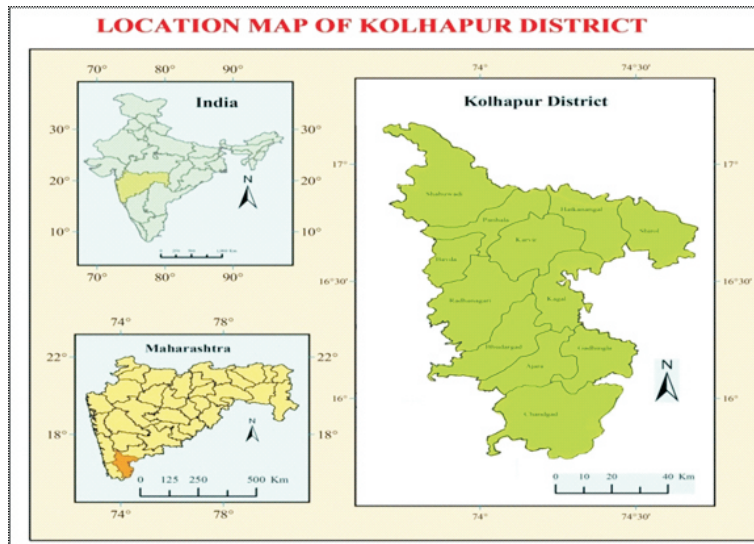 LOCATION MAP OF KOLHAPUR DISTRICT
70° 80° 90°
India
30° 30°
20° 20°
10° 10°
N
70° 80° 90°
74° 78°
Maharashtra
22° 22°
18° 18°
N
0 125 250 500 Km
74° 78°
74° 74°30'
Kolhapur District
17° 17°
Shahuwadi
Panhala
Hatkanangal
Shirol
Karvir
16°30' 16°30'
Radhanagari
Kagal
Bhudargad
Ajara
Gadhinglaj
N
16° 16°
Chandgad
0 10 20 40 Km
74° 74°30'